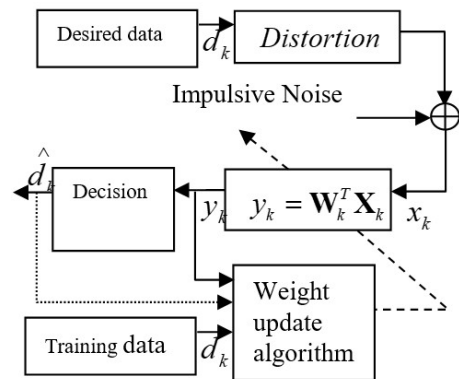 Desired data
d_k
Distortion
Impulsive Noise
⊕
\hat{d}_k
Decision
y_k
y_k = W_k^T X_k
x_k
Weight
update
algorithm
Training data
d_k